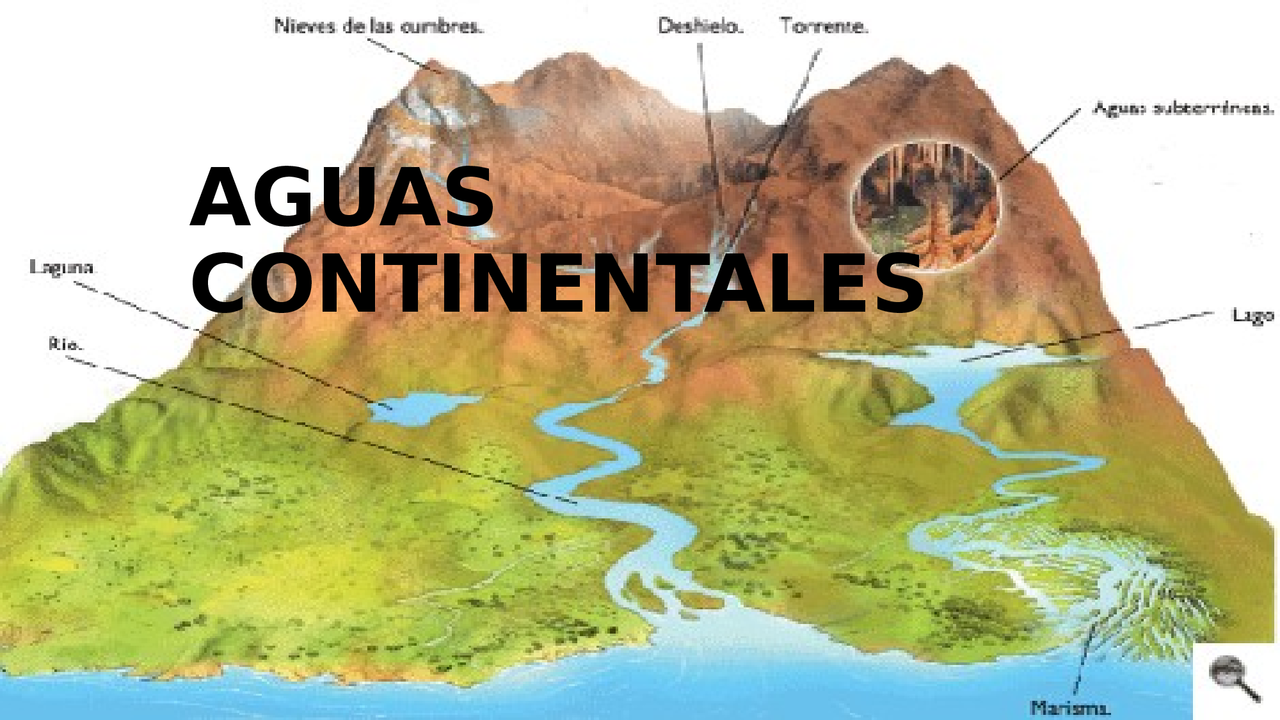 Nieves de las cumbres.
Deshielo.
Torrente.
Aguas subterráneas.
AGUAS
CONTINENTALES
Laguna.
Lago
Río.
Marisma.